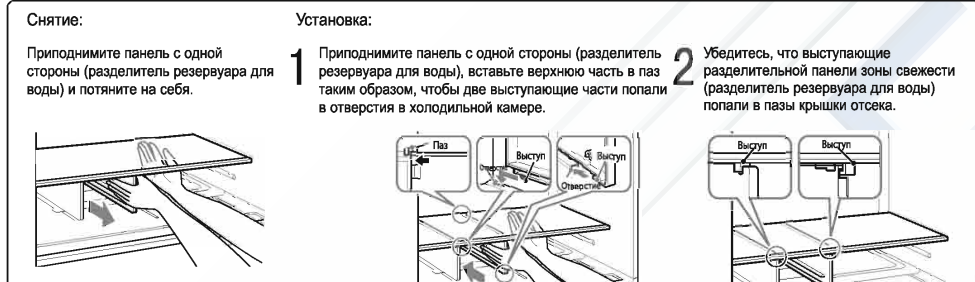 Снятие:
Приподнимите панель с одной
стороны (разделитель резервуара для
воды) и потяните на себя.
Установка:
1
Приподнимите панель с одной стороны (разделитель
резервуара для воды), вставьте верхнюю часть в паз
таким образом, чтобы две выступающие части попали
в отверстия в холодильной камере.
Паз
Выступ
Отверстие
Выступ
2
Убедитесь, что выступающие
разделительной панели зоны свежести
(разделитель резервуара для воды)
попали в пазы крышки отсека.
Выступ
Выступ